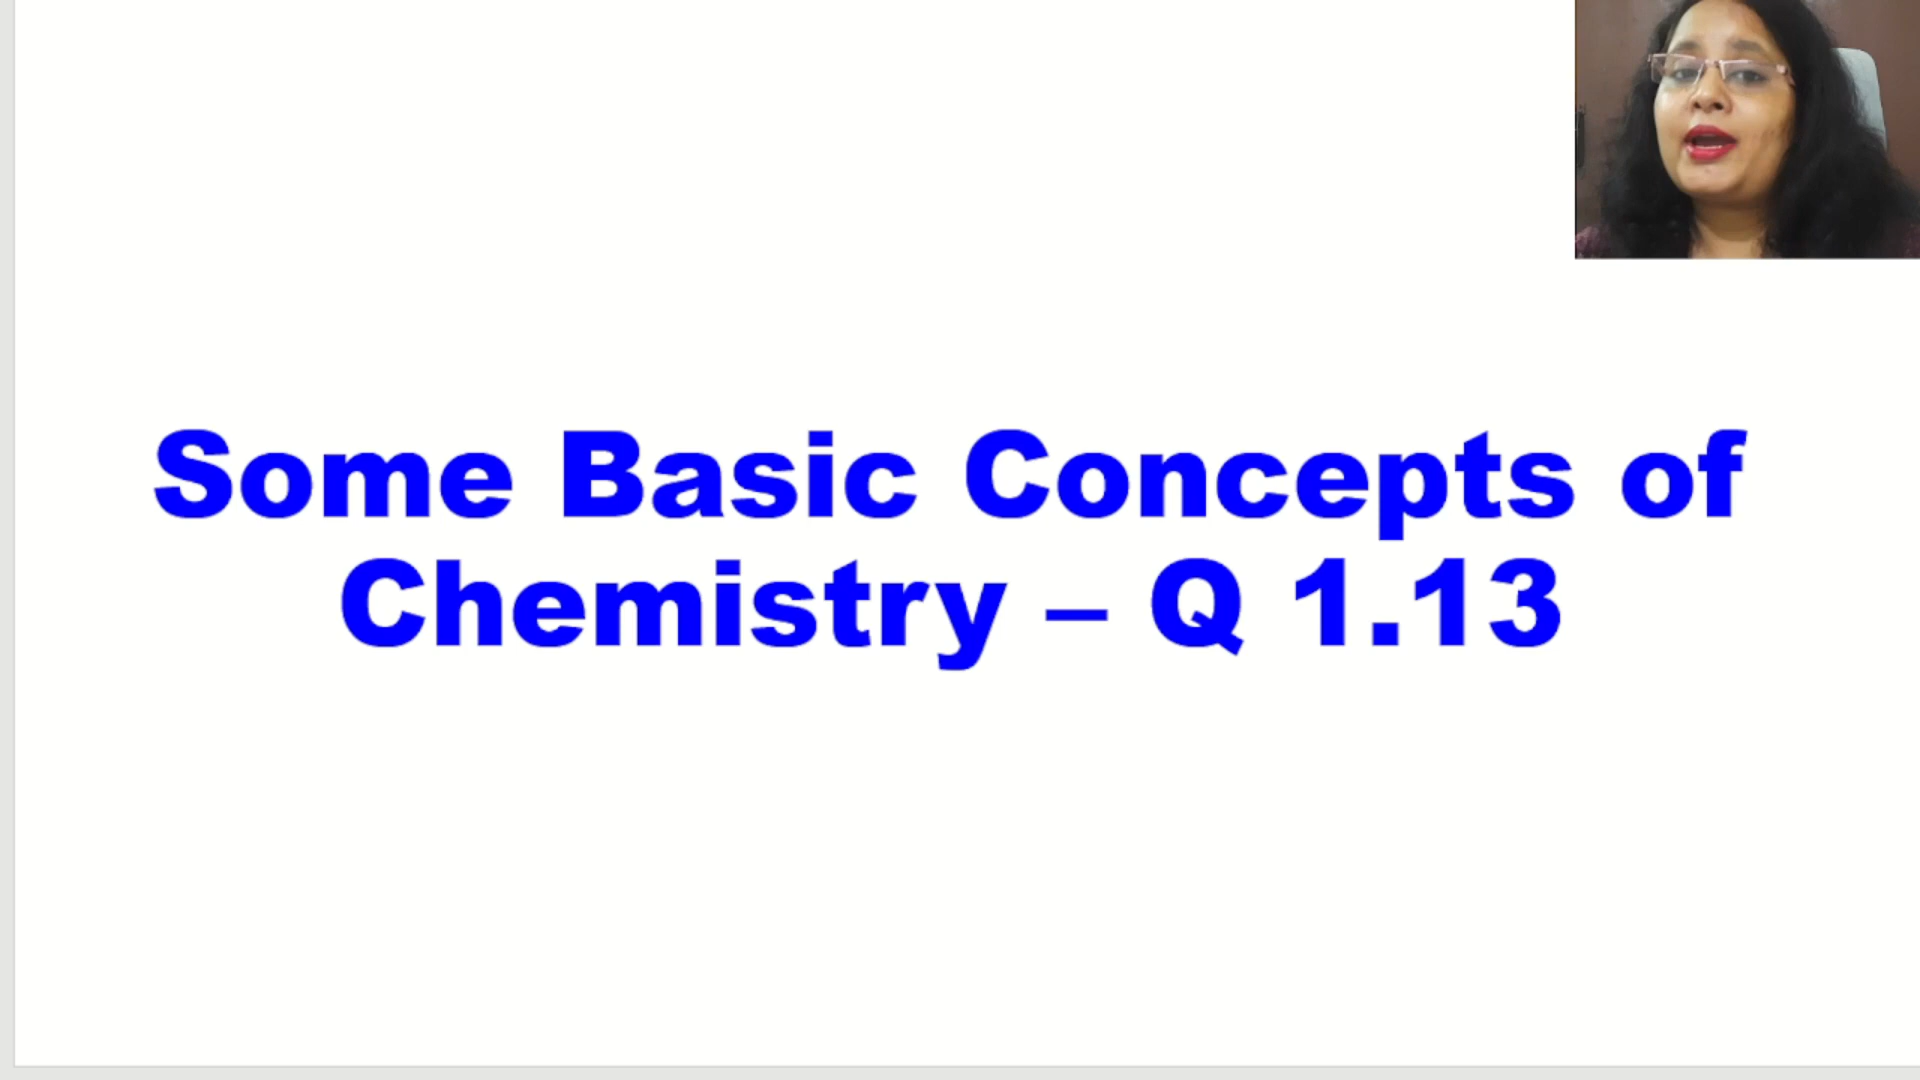 Some Basic Concepts of
Chemistry – Q 1.13